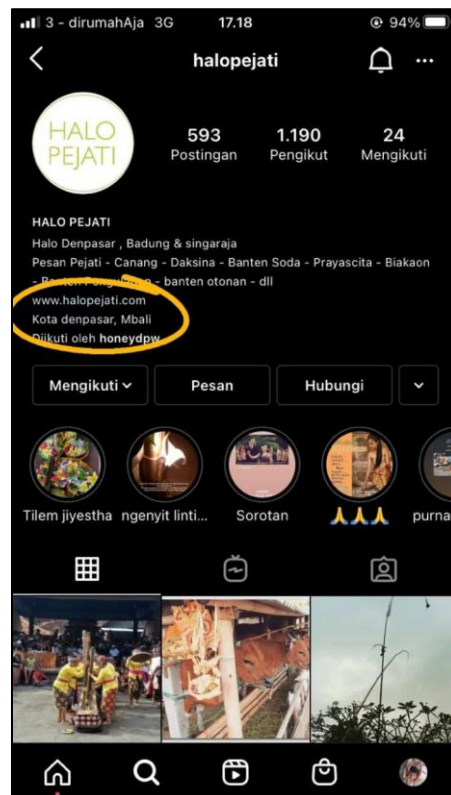 3 - dirumahAja 3G 17.18 94%
halopejati
HALO
PEJATI
593 1.190 24
Postingan Pengikut Mengikuti
HALO PEJATI
Halo Denpasar , Badung & singaraja
Pesan Pejati - Canang - Daksina - Banten Soda - Prayascita - Biakaon
- banten otonan - dll
www.halopejati.com
Kota denpasar, Mbali
Diikuti oleh honeydpw
Mengikuti Pesan Hubungi
Tilem jiyestha ngenyit linti... Sorotan 🙏🙏🙏 purna